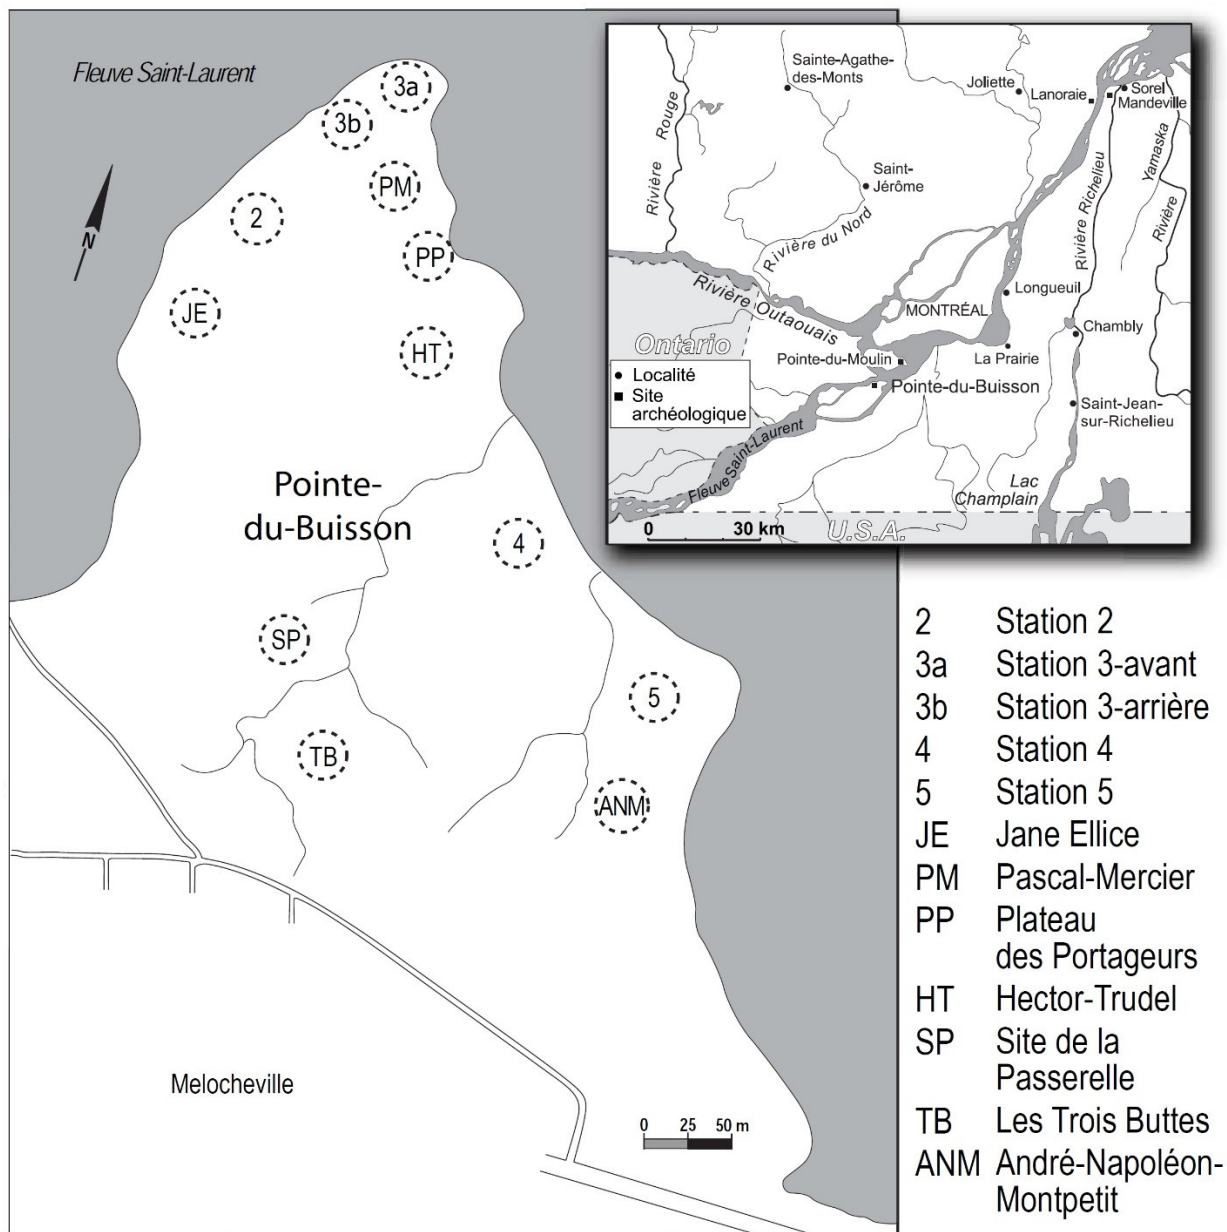 Fleuve Saint-Laurent
3a
3b
PM
2
N
PP
JE
HT
Pointe-
du-Buisson
4
SP
5
TB
ANM
Melocheville
0 25 50 m
Sainte-Agathe-
des-Monts
Joliette
Lanoraie
Sorel
Mandeville
Rivière Rouge
Saint-
Jérôme
Rivière du Nord
Rivière Richelieu
Yamaska
Rivière
Rivière Outaouais
MONTRÉAL
Longueuil
Chambly
Ontario
Pointe-du-Moulin
La Prairie
Localité
Site
archéologique
Pointe-du-Buisson
Saint-Jean-
sur-Richelieu
Fleuve Saint-Laurent
Lac
Champlain
0 30 km
U.S.A.
2 Station 2
3a Station 3-avant
3b Station 3-arrière
4 Station 4
5 Station 5
JE Jane Ellice
PM Pascal-Mercier
PP Plateau
des Portageurs
HT Hector-Trudel
SP Site de la
Passerelle
TB Les Trois Buttes
ANM André-Napoléon-
Montpetit